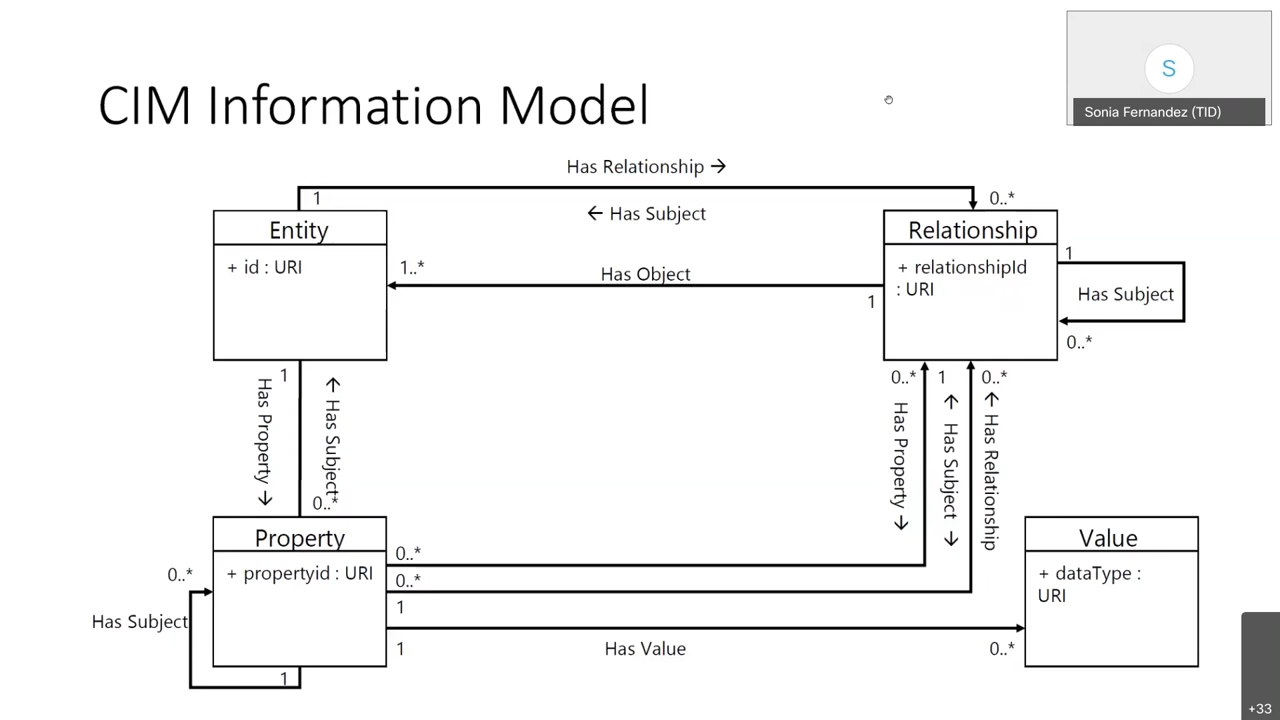 S
Sonia Fernandez (TID)
CIM Information Model
Has Relationship →
1
0..*
← Has Subject
Entity
+ id : URI
1..*
Has Object
1
Relationship
+ relationshipId
: URI
1
Has Subject
0..*
1
Has Property →
← Has Subject
0..*
0..*
1
0..*
Has Property →
← Has Subject →
← Has Relationship
Property
+ propertyid : URI
0..*
Has Subject
1
0..*
0..*
1
1
Has Value
0..*
Value
+ dataType :
URI
+33